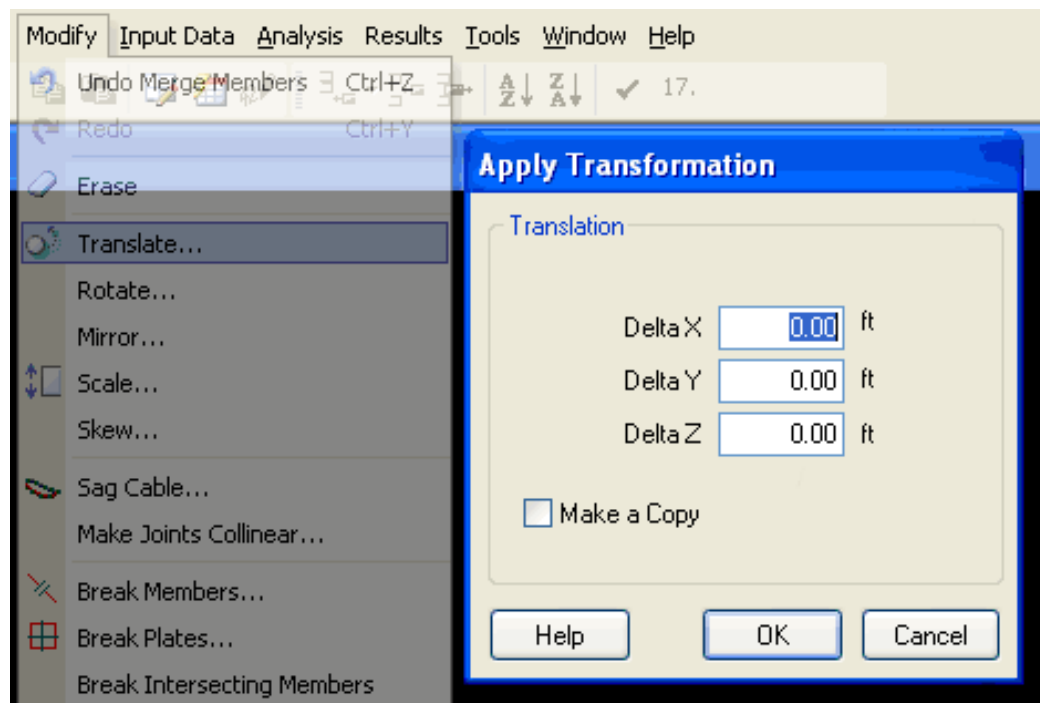 Modify Input Data Analysis Results Tools Window Help
Undo Merge Members Ctrl+Z
A Z Z A 17.
Redo Ctrl+Y
Erase
Translate...
Rotate...
Mirror...
Scale...
Skew...
Sag Cable...
Make Joints Collinear...
Break Members...
Break Plates...
Break Intersecting Members
Apply Transformation
Translation
Delta X 0.00 ft
Delta Y 0.00 ft
Delta Z 0.00 ft
Make a Copy
Help OK Cancel